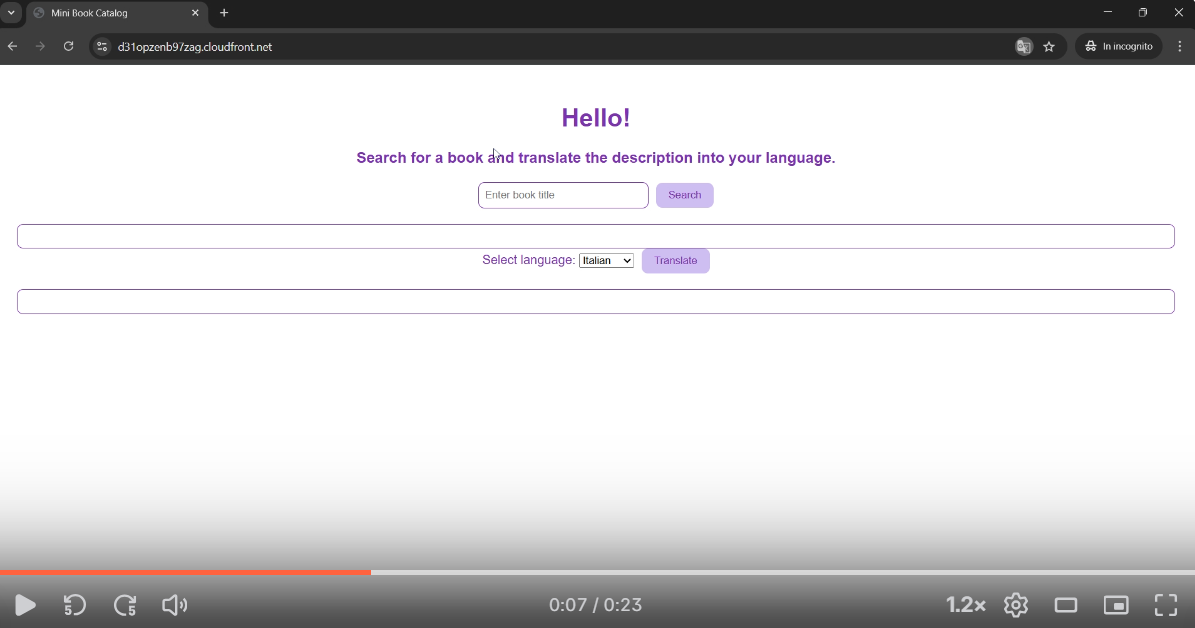 Mini Book Catalog
d31opzenb97zag.cloudfront.net
In incognito
Hello!
Search for a book and translate the description into your language.
Enter book title
Search
Select language: Italian Translate
5 5 0:07 / 0:23 1.2×